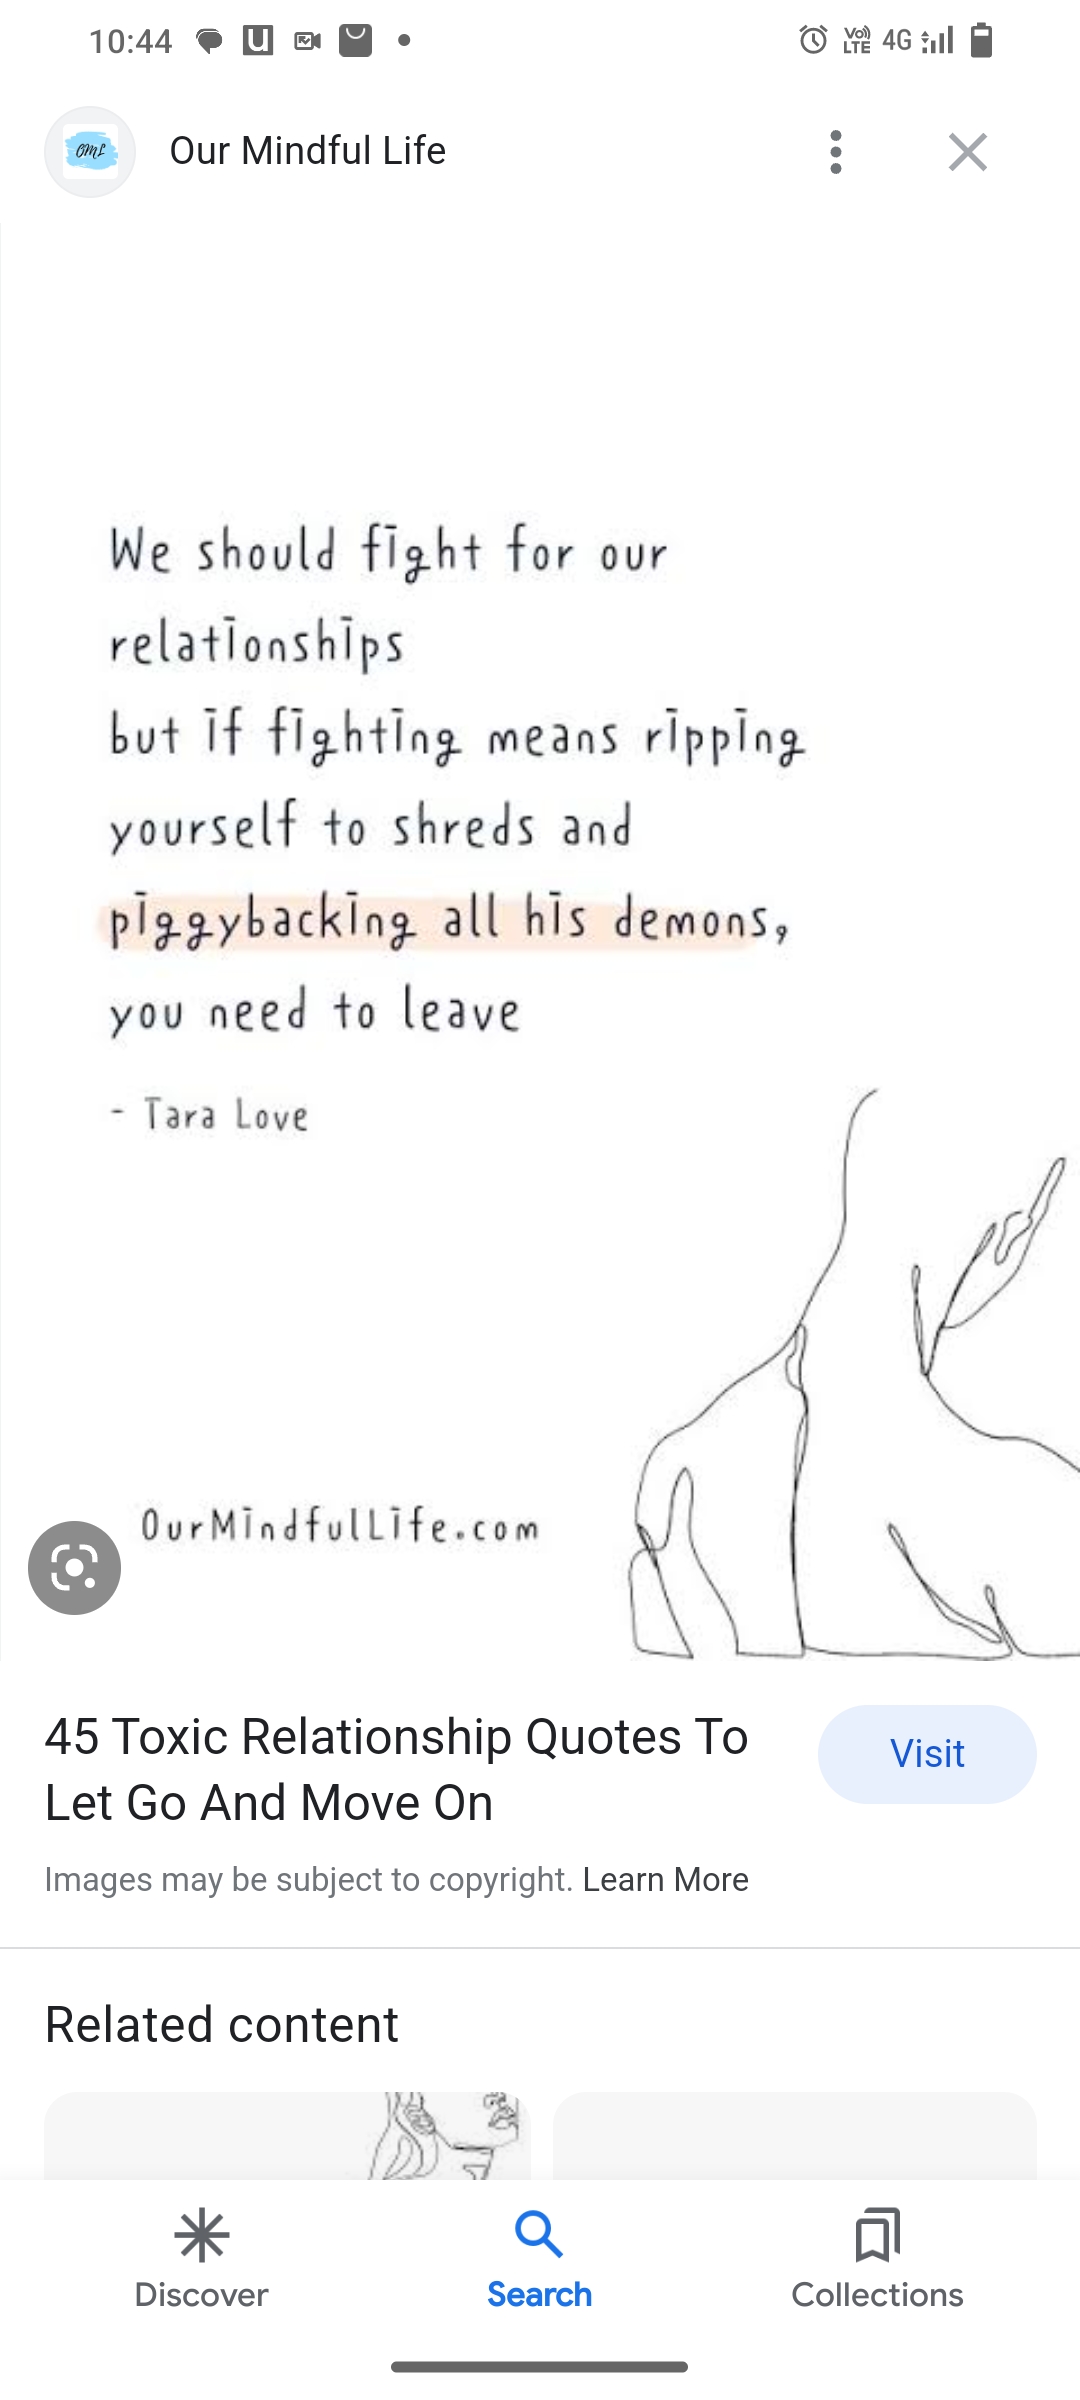 10:44
Vo)) LTE 4G
OML
Our Mindful Life
We should fight for our
relationships
but if fighting means ripping
yourself to shreds and
piggybacking all his demons,
you need to leave
- Tara Love
OurMindfulLife.com
45 Toxic Relationship Quotes To
Let Go And Move On
Visit
Images may be subject to copyright. Learn More
Related content
Discover
Search
Collections